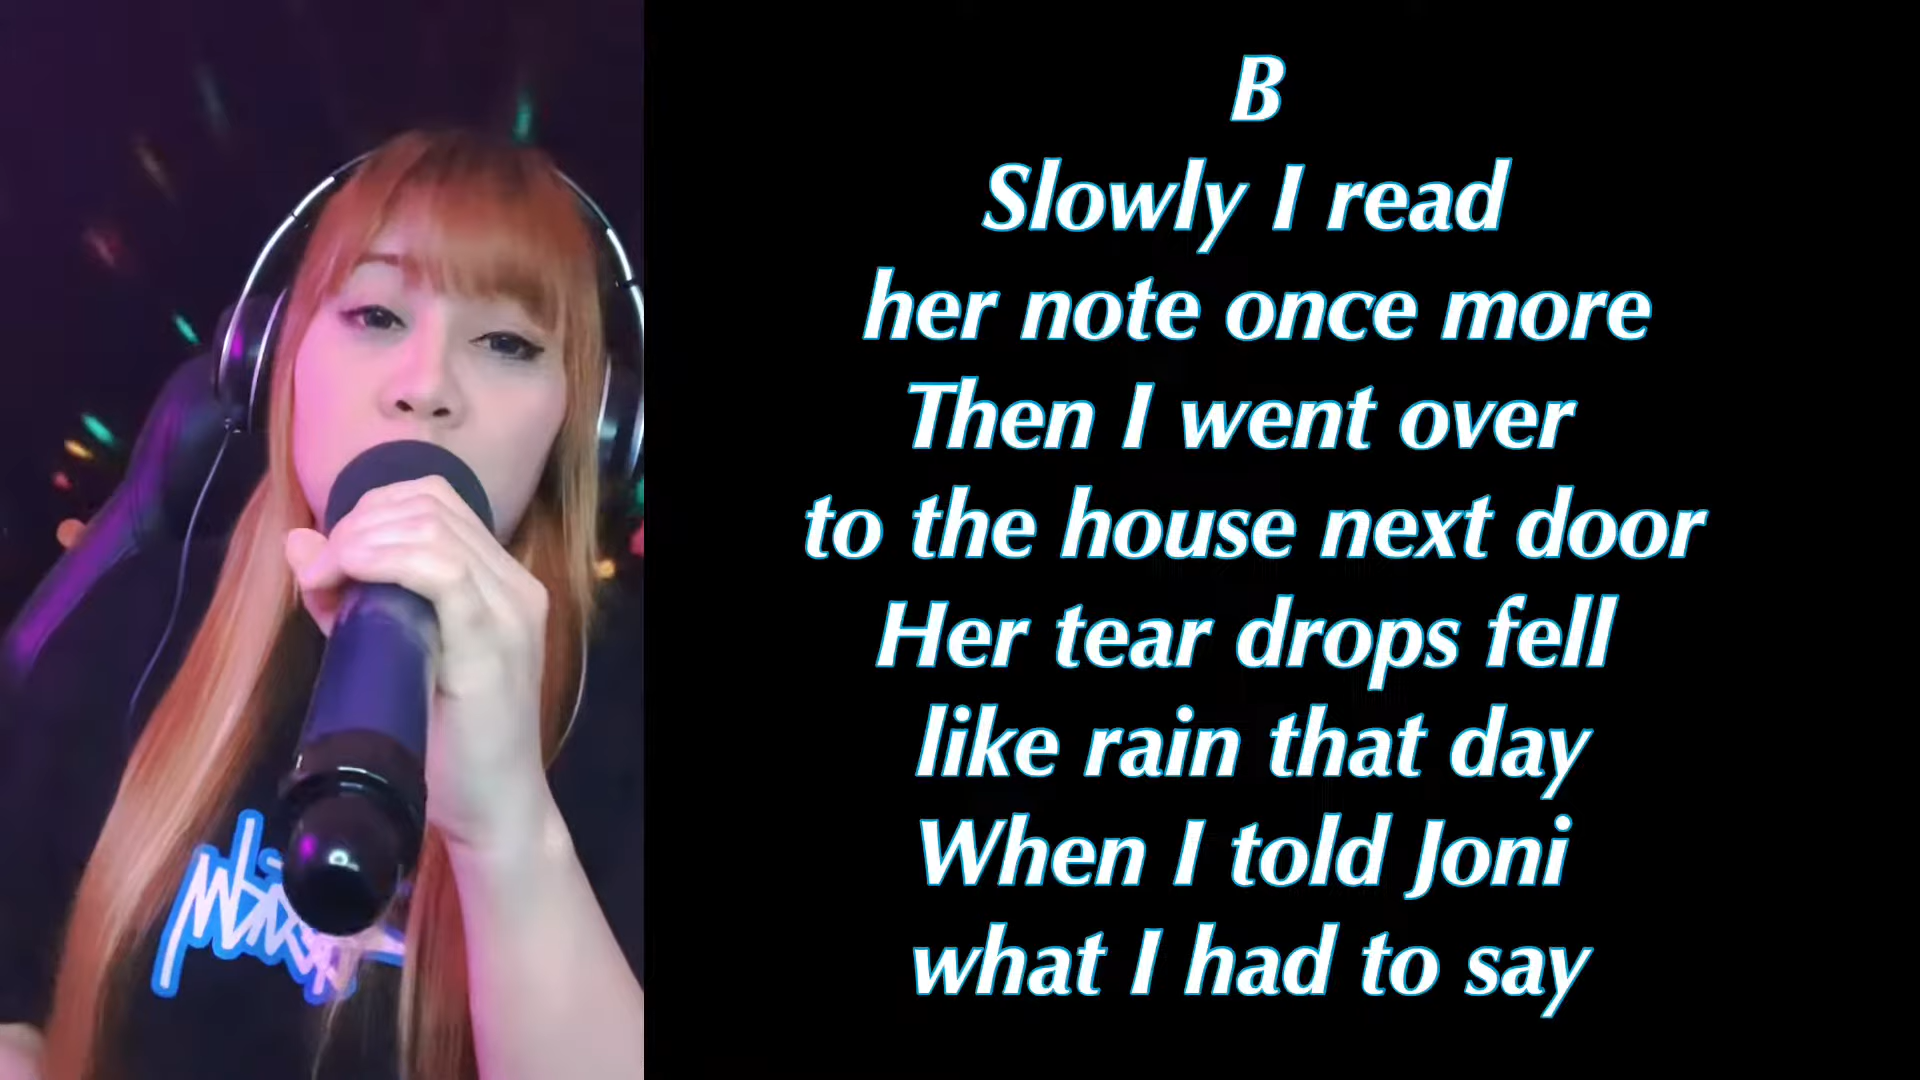 B
Slowly I read
her note once more
Then I went over
to the house next door
Her tear drops fell
like rain that day
When I told Joni
what I had to say